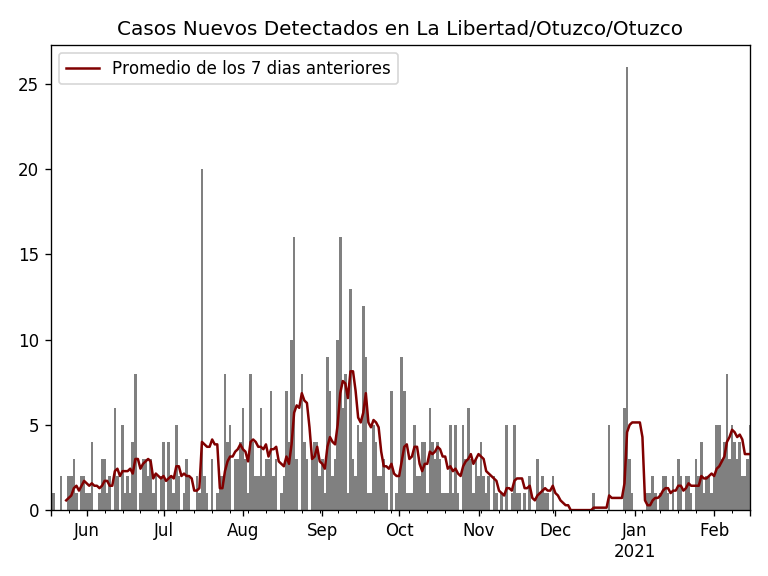 Casos Nuevos Detectados en La Libertad/Otuzco/Otuzco
Promedio de los 7 dias anteriores
25
20
15
10
5
0
Jun Jul Aug Sep Oct Nov Dec Jan Feb
2021